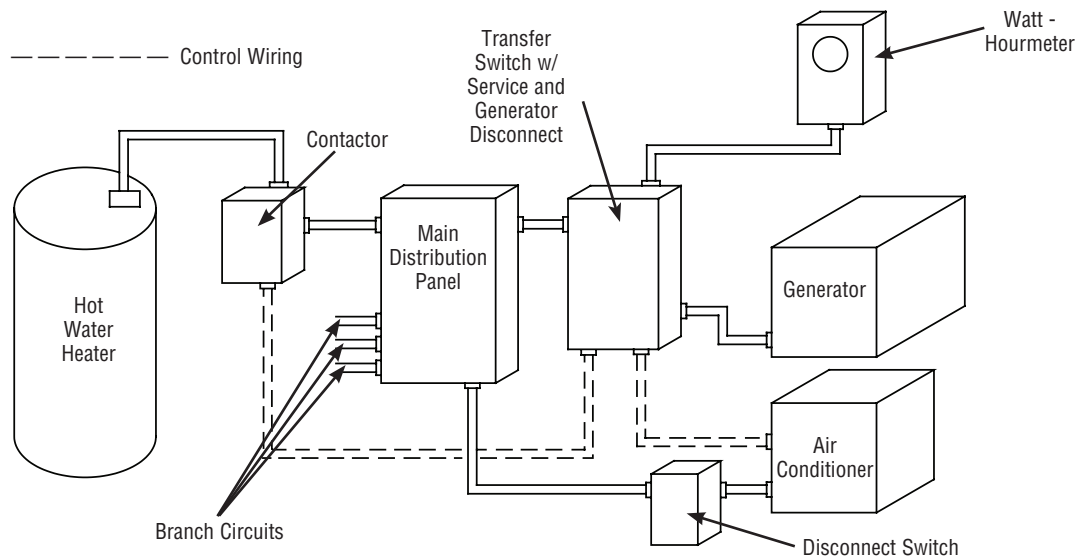 Control Wiring
Transfer
Switch w/
Service and
Generator
Disconnect
Watt -
Hourmeter
Contactor
Main
Distribution
Panel
Hot
Water
Heater
Generator
Air
Conditioner
Branch Circuits
Disconnect Switch